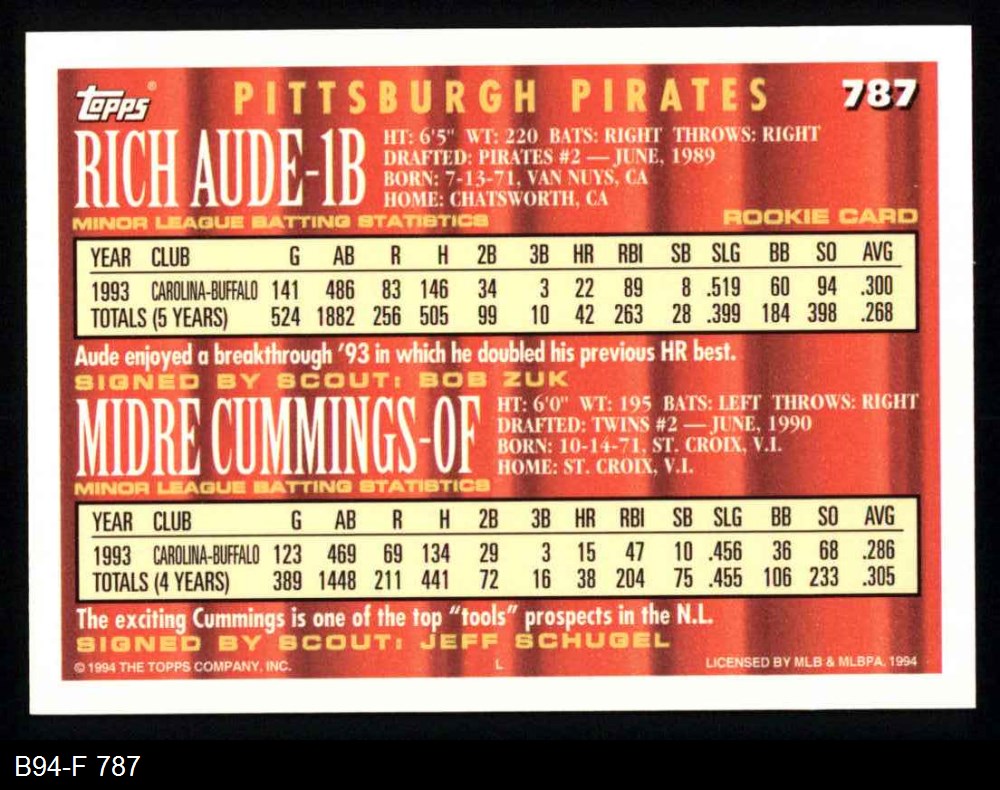 topps® PITTSBURGH PIRATES 787
RICH AUDE-1B
HT: 6'5" WT: 220 BATS: RIGHT THROWS: RIGHT
DRAFTED: PIRATES #2 — JUNE, 1989
BORN: 7-13-71, VAN NUYS, CA
HOME: CHATSWORTH, CA
MINOR LEAGUE BATTING STATISTICS ROOKIE CARD
YEAR CLUB G AB R H 2B 3B HR RBI SB SLG BB SO AVG
1993 CAROLINA-BUFFALO 141 486 83 146 34 3 22 89 8 .519 60 94 .300
TOTALS (5 YEARS) 524 1882 256 505 99 10 42 263 28 .399 184 398 .268
Aude enjoyed a breakthrough '93 in which he doubled his previous HR best.
SIGNED BY SCOUT: BOB ZUK
MIDRE CUMMINGS-OF
HT: 6'0" WT: 195 BATS: LEFT THROWS: RIGHT
DRAFTED: TWINS #2 — JUNE, 1990
BORN: 10-14-71, ST. CROIX, V.I.
HOME: ST. CROIX, V.I.
MINOR LEAGUE BATTING STATISTICS
YEAR CLUB G AB R H 2B 3B HR RBI SB SLG BB SO AVG
1993 CAROLINA-BUFFALO 123 469 69 134 29 3 15 47 10 .456 36 68 .286
TOTALS (4 YEARS) 389 1448 211 441 72 16 38 204 75 .455 106 233 .305
The exciting Cummings is one of the top "tools" prospects in the N.L.
SIGNED BY SCOUT: JEFF SCHUGEL
© 1994 THE TOPPS COMPANY, INC. L LICENSED BY MLB & MLBPA, 1994
B94-F 787